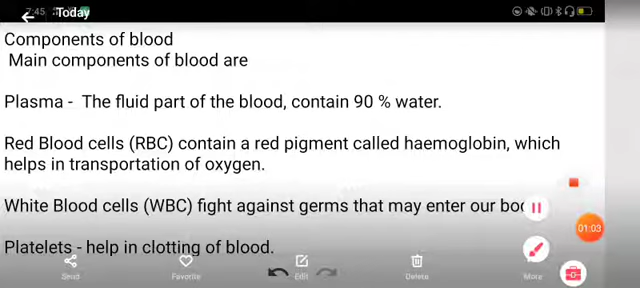 7:45 Today
Components of blood
Main components of blood are
Plasma - The fluid part of the blood, contain 90 % water.
Red Blood cells (RBC) contain a red pigment called haemoglobin, which
helps in transportation of oxygen.
White Blood cells (WBC) fight against germs that may enter our
01:03
Platelets - help in clotting of blood.
Send Favorite Edit Delete More